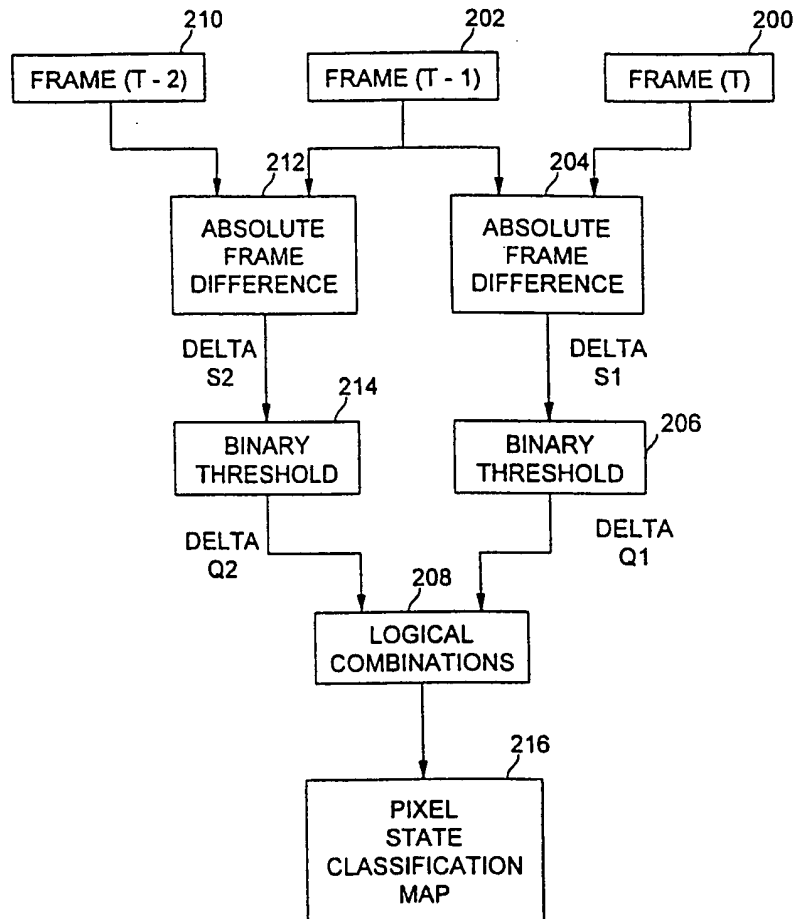 210
202
200
FRAME (T - 2)
FRAME (T - 1)
FRAME (T)
212
204
ABSOLUTE
FRAME
DIFFERENCE
ABSOLUTE
FRAME
DIFFERENCE
DELTA
S2
DELTA
S1
214
206
BINARY
THRESHOLD
BINARY
THRESHOLD
DELTA
Q2
DELTA
Q1
208
LOGICAL
COMBINATIONS
216
PIXEL
STATE
CLASSIFICATION
MAP